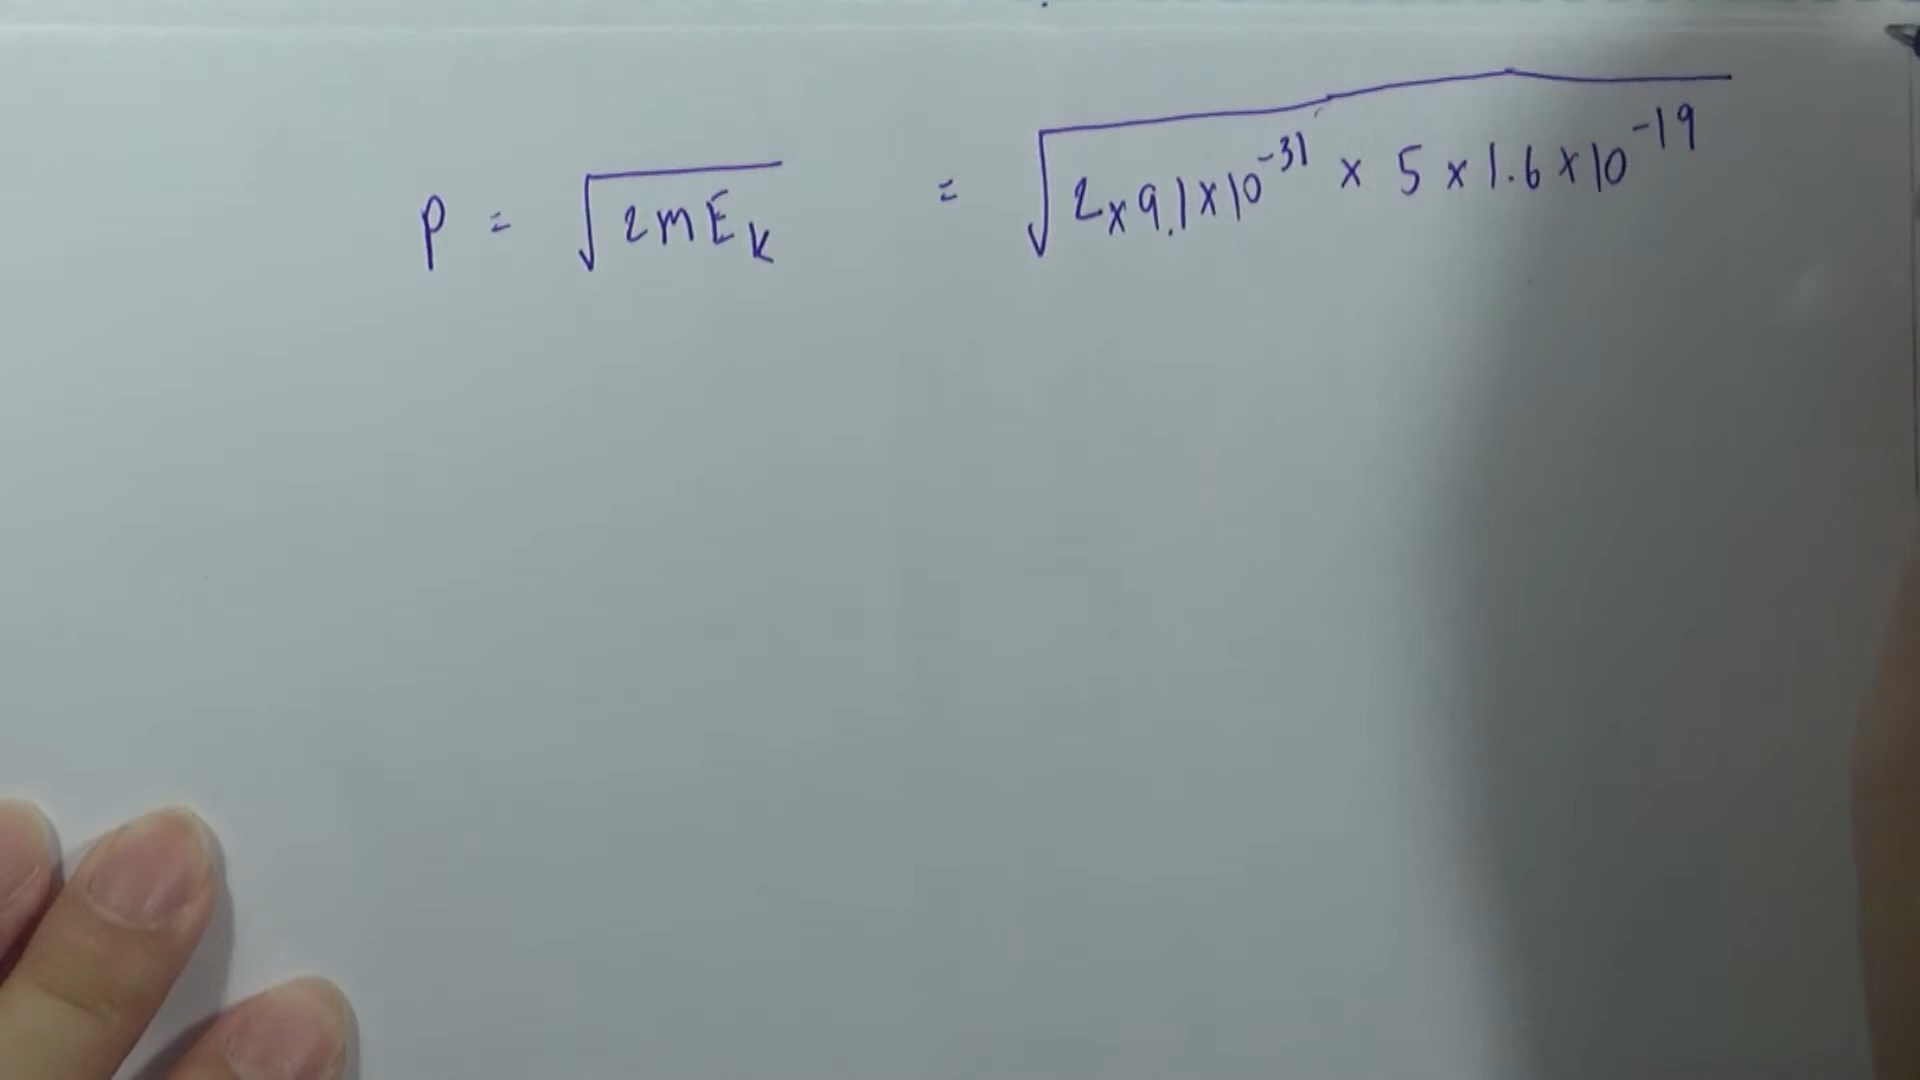 p = √2mE_k = √2 x 9.1 x 10^-31 x 5 x 1.6 x 10^-19